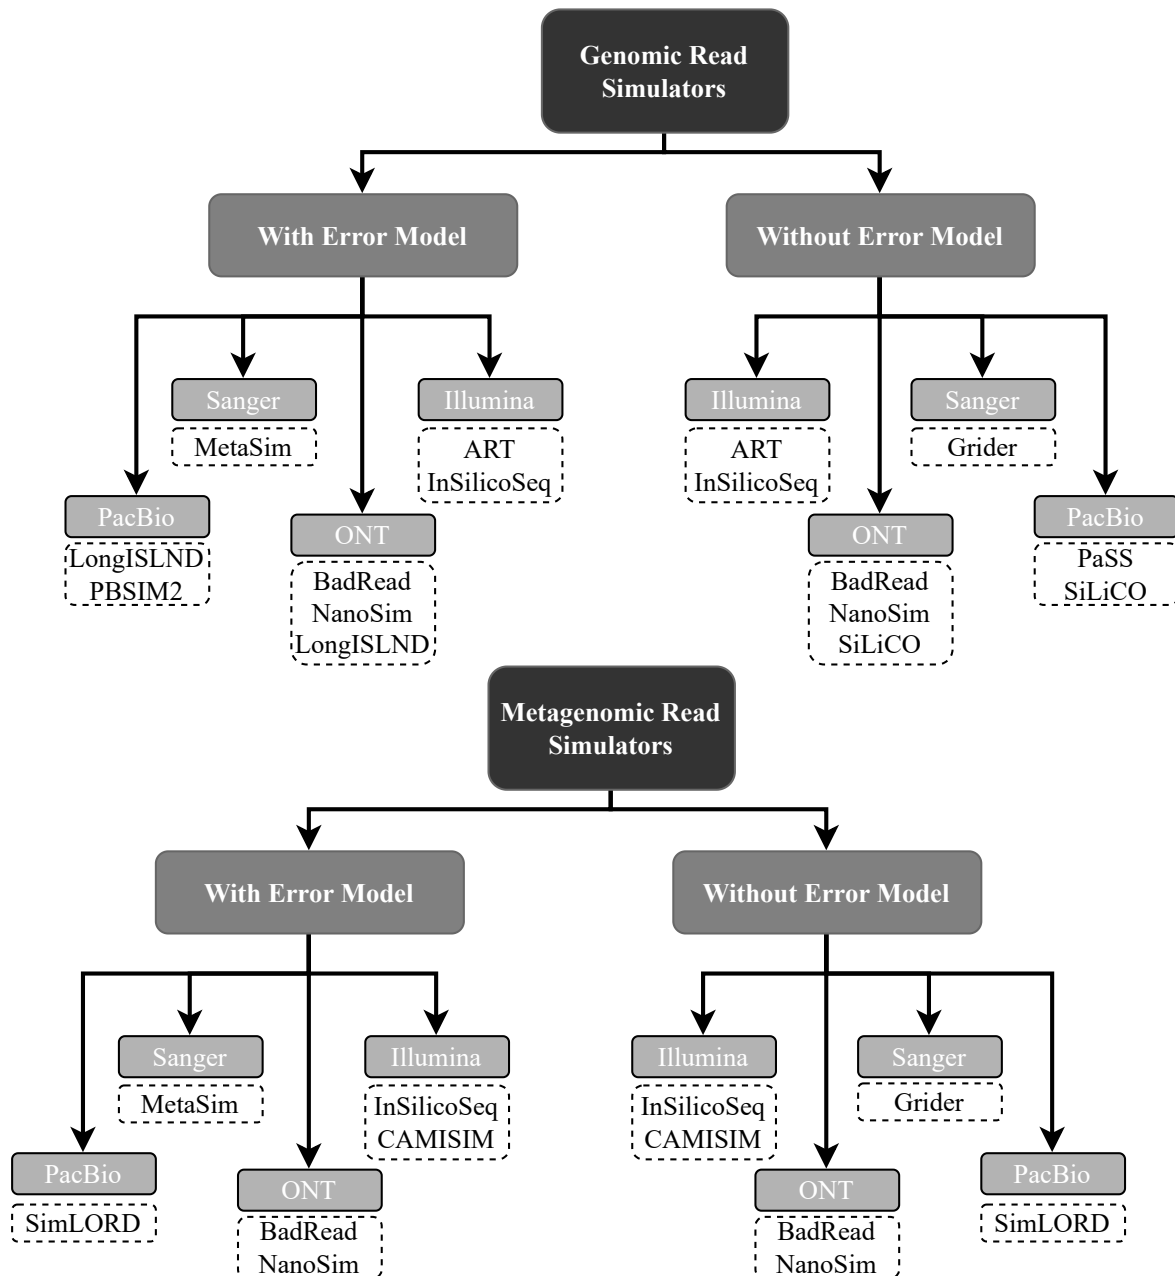 Genomic Read
Simulators
With Error Model
Without Error Model
Sanger
MetaSim
Illumina
ART
InSilicoSeq
PacBio
LongISLND
PBSIM2
ONT
BadRead
NanoSim
LongISLND
Illumina
ART
InSilicoSeq
Sanger
Grider
ONT
BadRead
NanoSim
SiLiCO
PacBio
PaSS
SiLiCO
Metagenomic Read
Simulators
With Error Model
Without Error Model
Sanger
MetaSim
Illumina
InSilicoSeq
CAMISIM
PacBio
SimLORD
ONT
BadRead
NanoSim
Illumina
InSilicoSeq
CAMISIM
Sanger
Grider
ONT
BadRead
NanoSim
PacBio
SimLORD